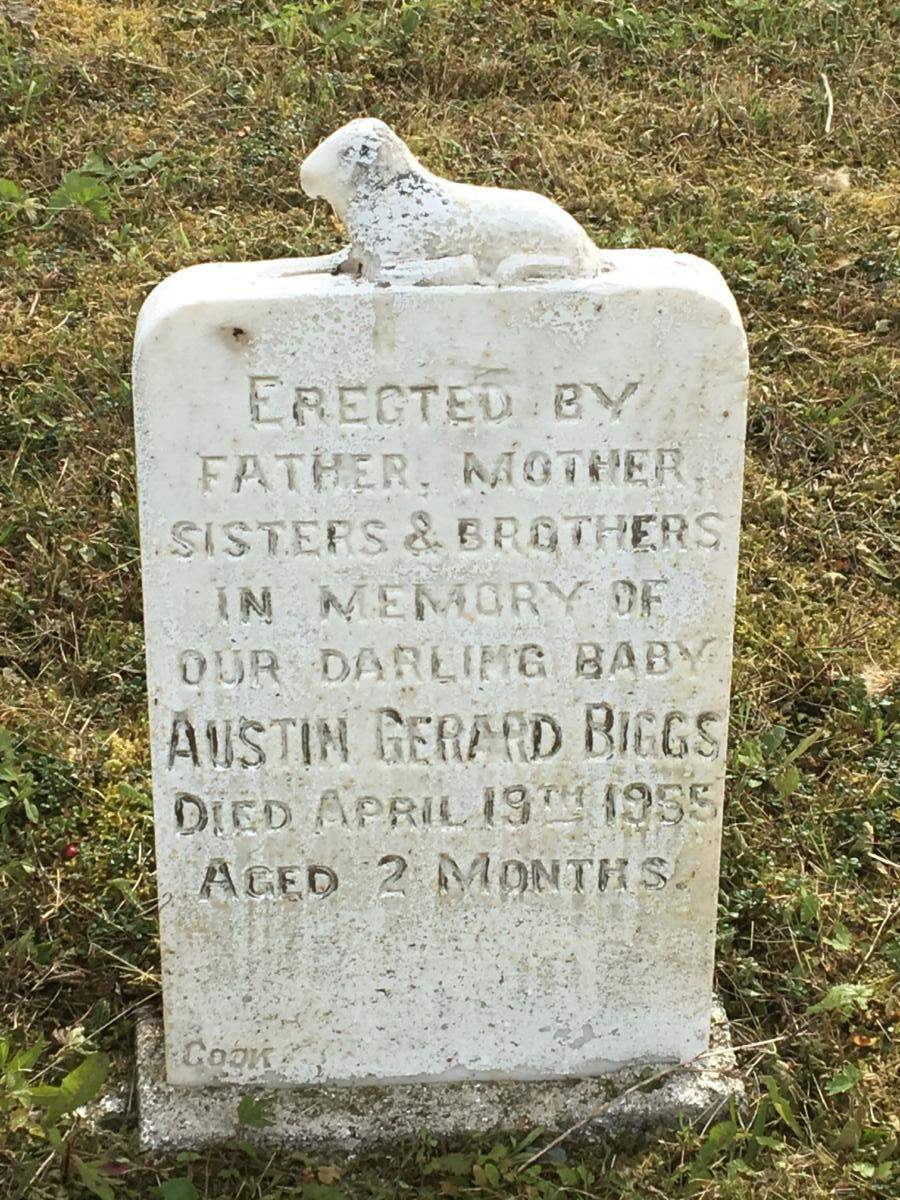 ERECTED BY
FATHER, MOTHER,
SISTERS & BROTHERS
IN MEMORY OF
OUR DARLING BABY
AUSTIN GERARD BIGGS
DIED APRIL 19TH 1955
AGED 2 MONTHS.
COOK